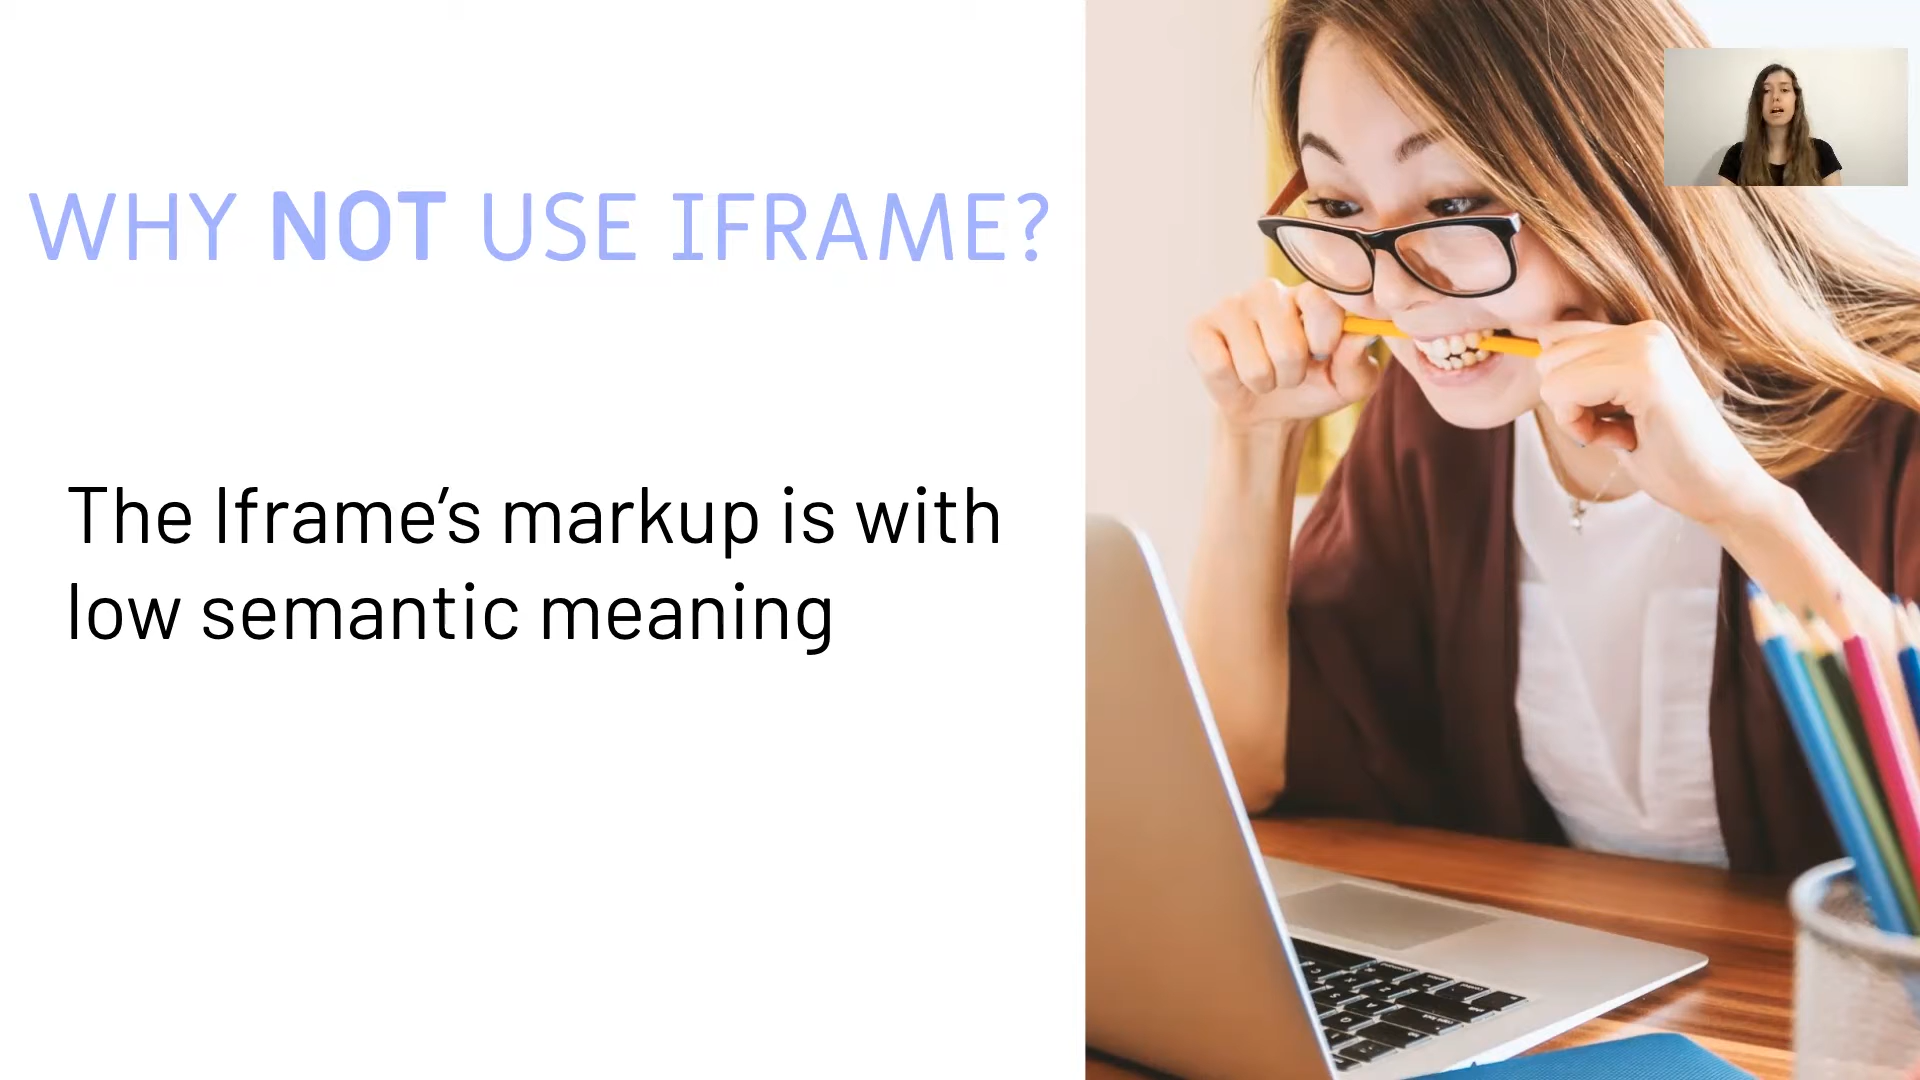 WHY NOT USE IFRAME?
The Iframe’s markup is with
low semantic meaning